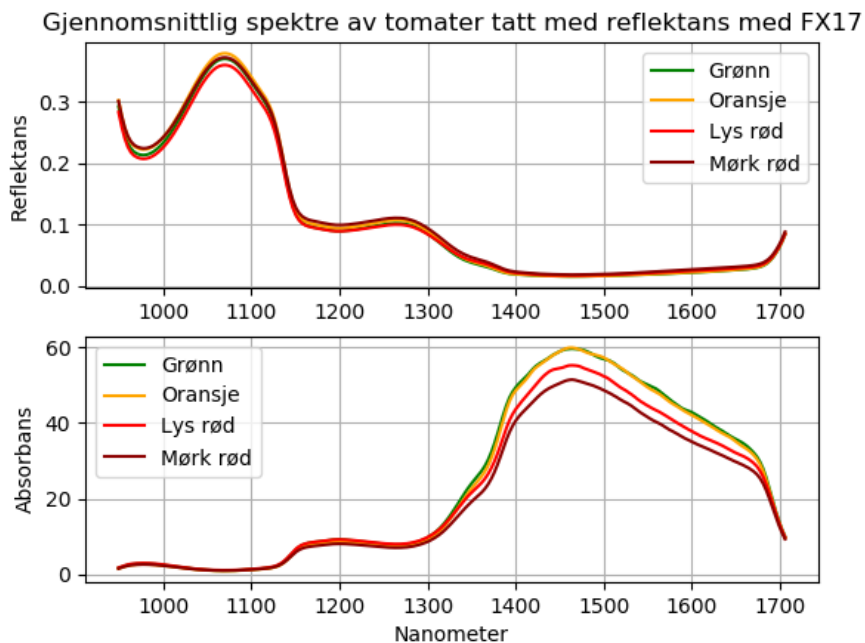 Gjennomsnittlig spektre av tomater tatt med reflektans med FX17
Reflektans
0.3
0.2
0.1
0.0
Grønn
Oransje
Lys rød
Mørk rød
1000 1100 1200 1300 1400 1500 1600 1700
Absorbans
60
40
20
0
Grønn
Oransje
Lys rød
Mørk rød
1000 1100 1200 1300 1400 1500 1600 1700
Nanometer